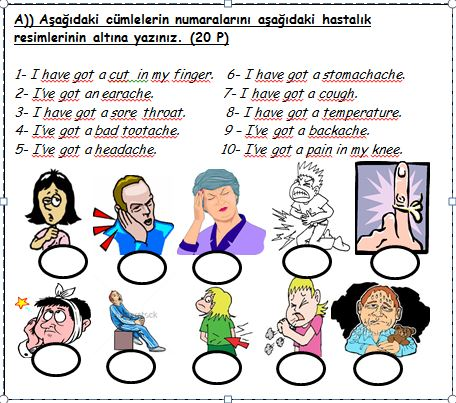 A)) Aşağıdaki cümlelerin numaralarını aşağıdaki hastalık
resimlerinin altına yazınız. (20 P)
1- I have got a cut in my finger. 6- I have got a stomachache.
2- I've got an earache. 7- I have got a cough.
3- I have got a sore throat. 8- I have got a temperature.
4- I've got a bad tootache. 9 - I've got a backache.
5- I've got a headache. 10- I've got a pain in my knee.